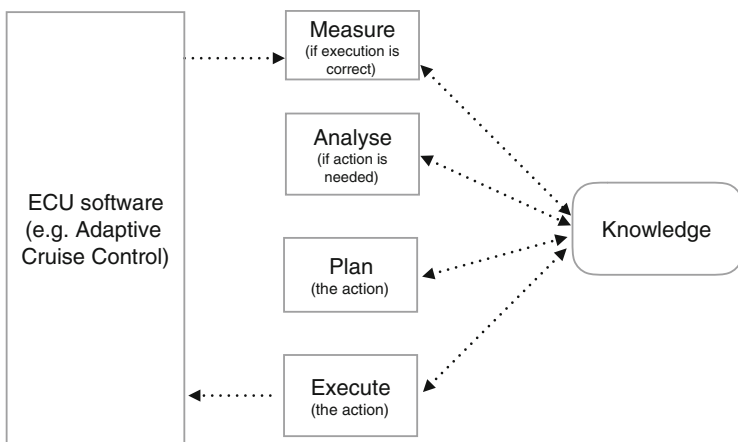 ECU software
(e.g. Adaptive
Cruise Control)
Measure
(if execution is
correct)
Analyse
(if action is
needed)
Plan
(the action)
Execute
(the action)
Knowledge